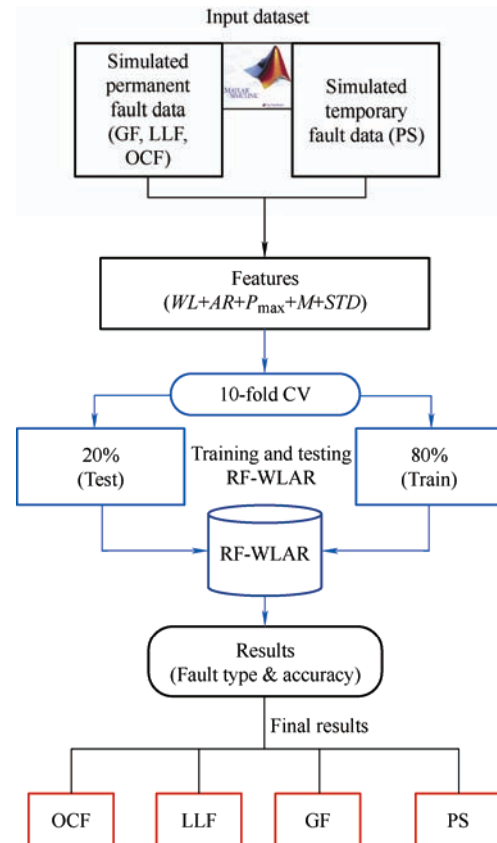 Input dataset
Simulated
permanent
fault data
(GF, LLF,
OCF)
Simulated
temporary
fault data (PS)
Features
(WL+AR+Pmax+M+STD)
10-fold CV
20%
(Test)
Training and testing
RF-WLAR
80%
(Train)
RF-WLAR
Results
(Fault type & accuracy)
Final results
OCF
LLF
GF
PS